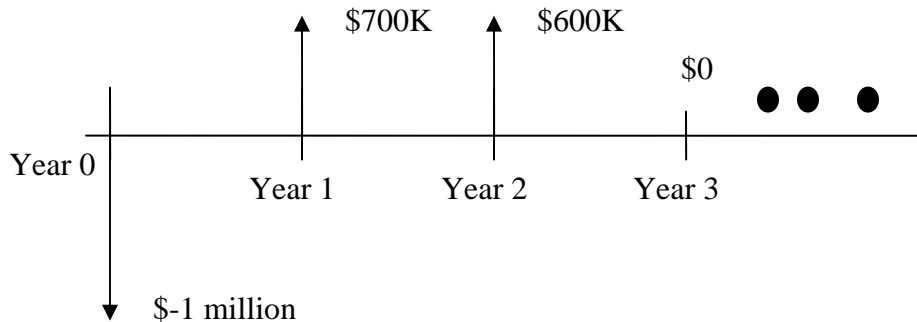 $700K
$600K
$0
Year 0
Year 1
Year 2
Year 3
$-1 million